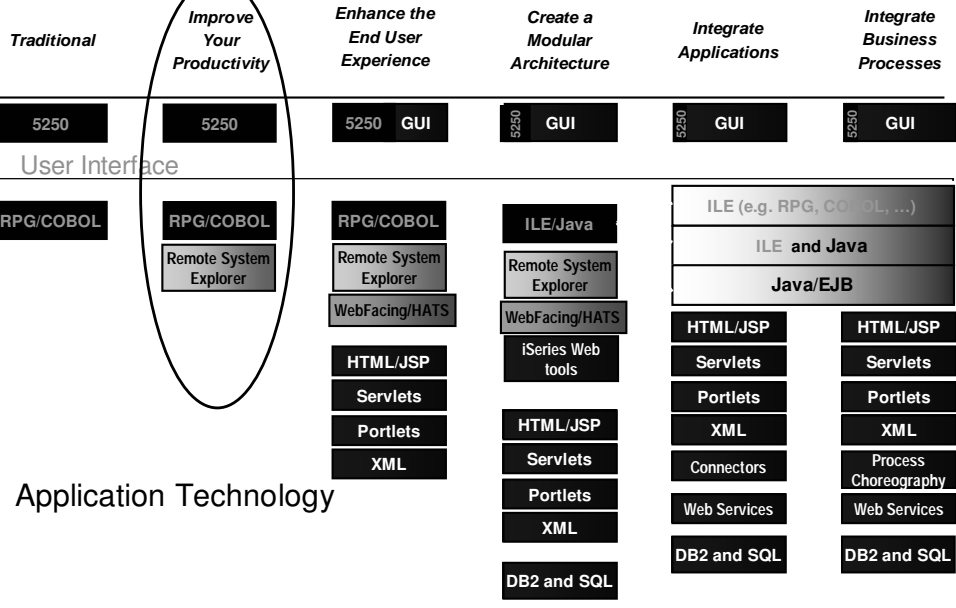 Traditional
Improve
Your
Productivity
Enhance the
End User
Experience
Create a
Modular
Architecture
Integrate
Applications
Integrate
Business
Processes
5250
5250
5250 GUI
5250 GUI
5250 GUI
5250 GUI
User Interface
RPG/COBOL
RPG/COBOL
Remote System
Explorer
RPG/COBOL
Remote System
Explorer
WebFacing/HATS
HTML/JSP
Servlets
Portlets
XML
ILE/Java
Remote System
Explorer
WebFacing/HATS
iSeries Web
tools
HTML/JSP
Servlets
Portlets
XML
DB2 and SQL
ILE (e.g. RPG, COBOL, ...)
ILE and Java
Java/EJB
HTML/JSP
Servlets
Portlets
XML
Connectors
Web Services
DB2 and SQL
HTML/JSP
Servlets
Portlets
XML
Process
Choreography
Web Services
DB2 and SQL
Application Technology